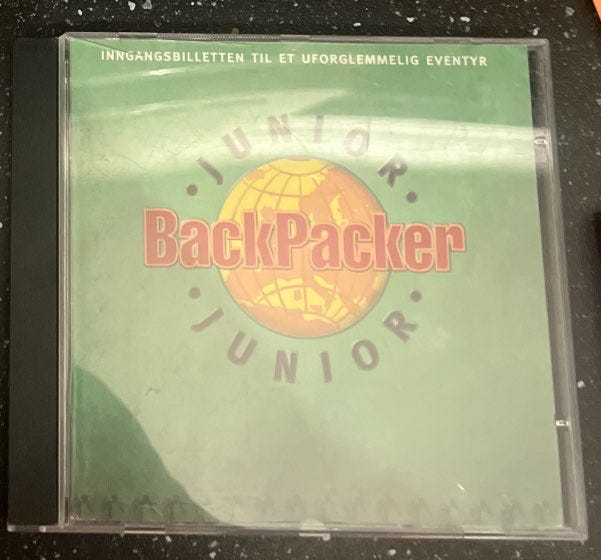 INNGANGSBILLETTEN TIL ET UFORGLEMMELIG EVENTYR
• JUNIOR •
BackPacker
• JUNIOR •